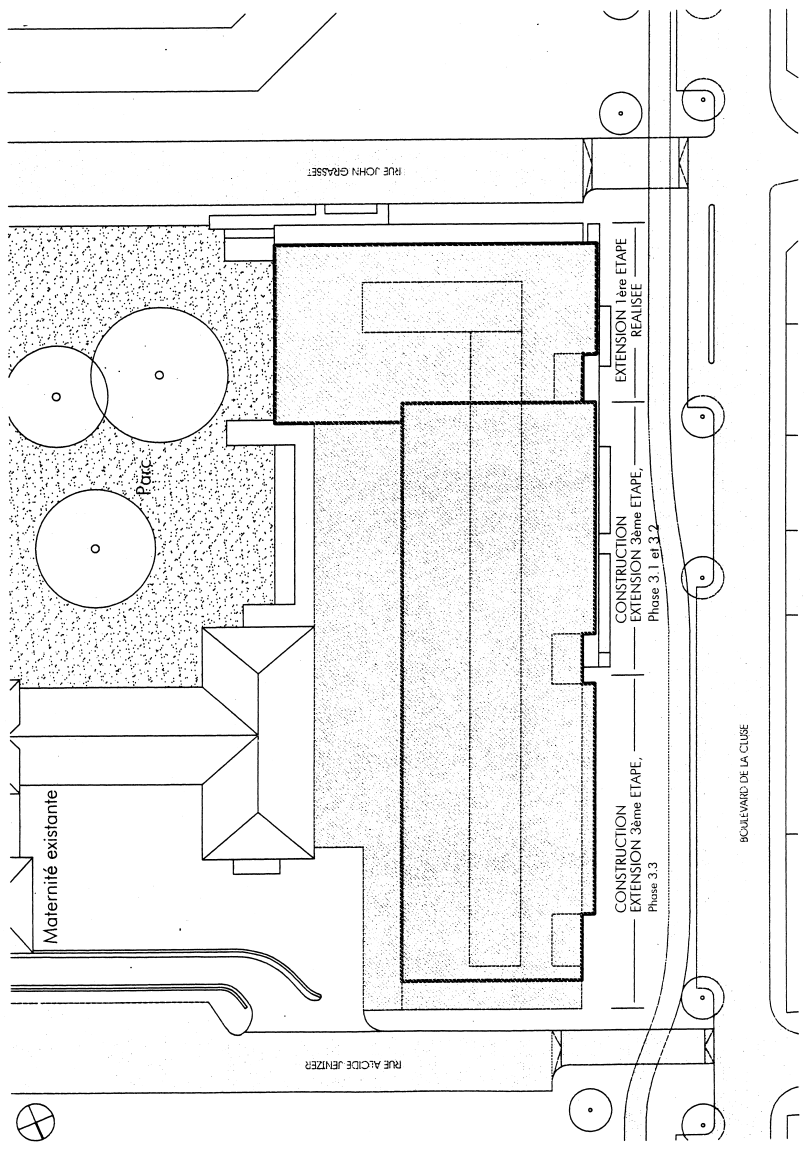 RUE JOHN GRASSET
EXTENSION 1ère ETAPE
REALISEE
Parc
CONSTRUCTION
EXTENSION 3ème ETAPE,
Phase 3.1 et 3.2
Maternité existante
CONSTRUCTION
EXTENSION 3ème ETAPE,
Phase 3.3
BOULEVARD DE LA CLUSE
RUE ALCIDE JENTZER